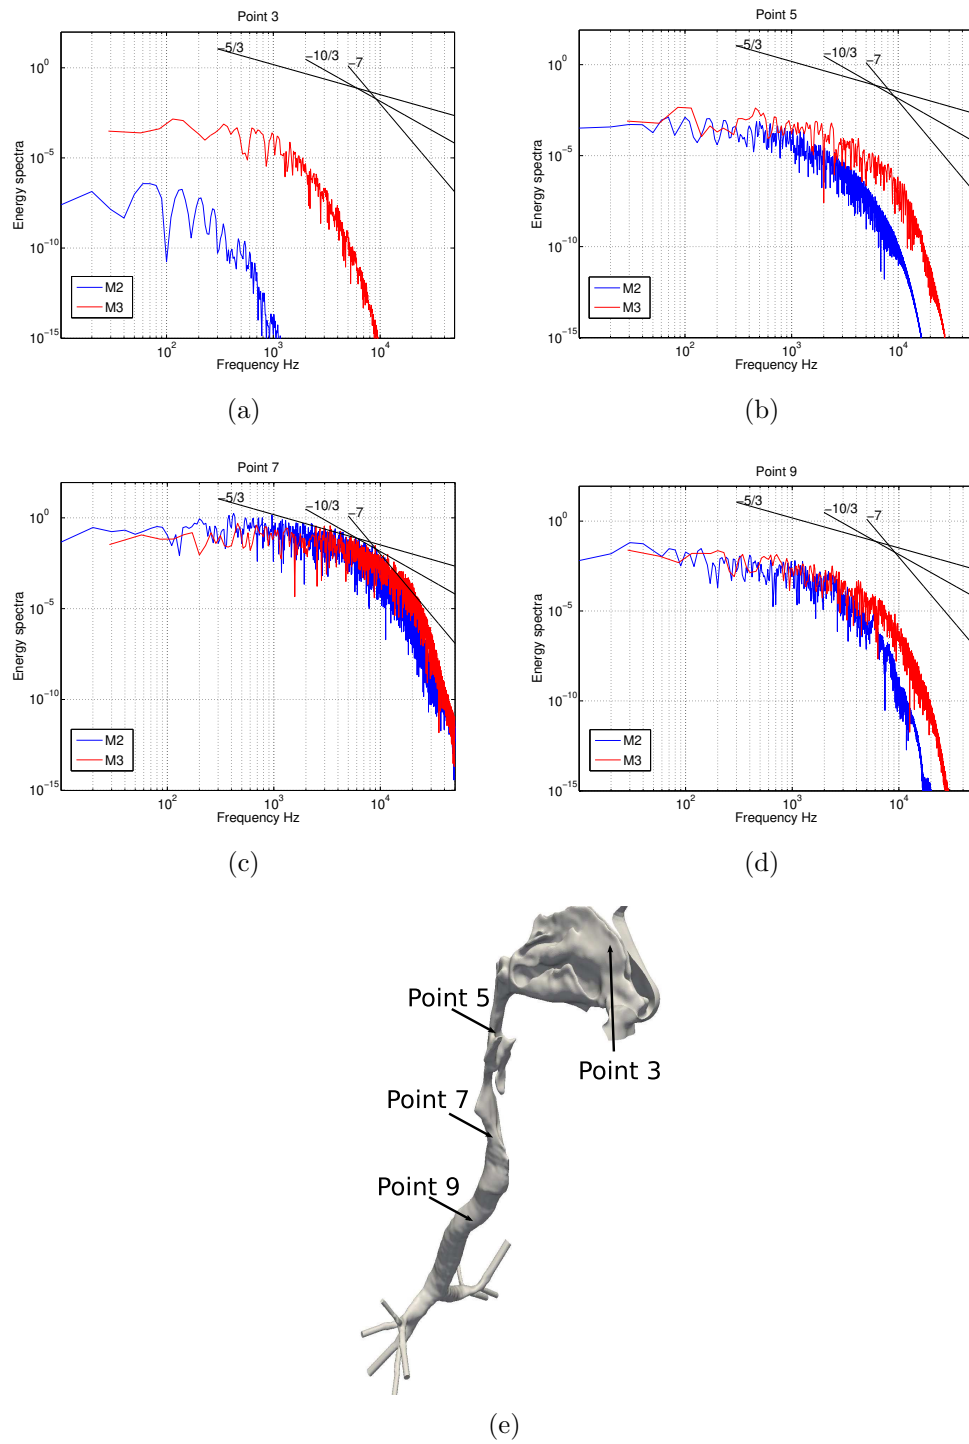 Point 3
Energy spectra
10^0
10^-5
10^-10
10^-15
-5/3
-10/3
-7
M2
M3
10^2
10^3
10^4
Frequency Hz
(a)
Point 5
Energy spectra
10^0
10^-5
10^-10
10^-15
-5/3
-10/3
-7
M2
M3
10^2
10^3
10^4
Frequency Hz
(b)
Point 7
Energy spectra
10^0
10^-5
10^-10
10^-15
-5/3
-10/3
-7
M2
M3
10^2
10^3
10^4
Frequency Hz
(c)
Point 9
Energy spectra
10^0
10^-5
10^-10
10^-15
-5/3
-10/3
-7
M2
M3
10^2
10^3
10^4
Frequency Hz
(d)
Point 5
Point 3
Point 7
Point 9
(e)